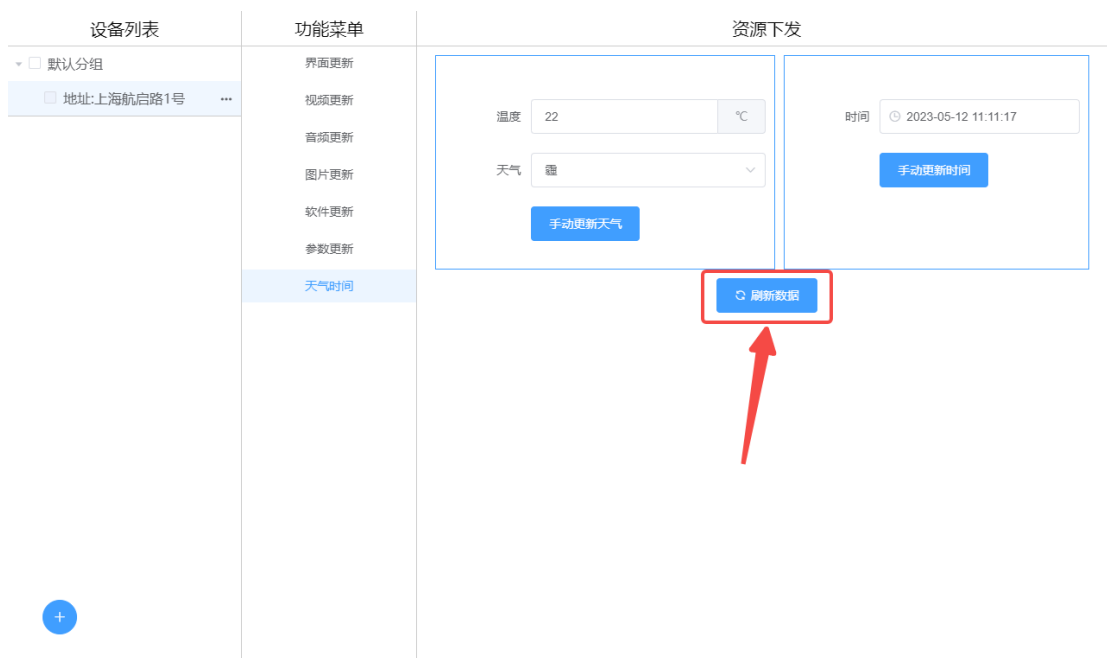 设备列表
功能菜单
资源下发
默认分组
地址:上海航启路1号
界面更新
视频更新
音频更新
图片更新
软件更新
参数更新
天气时间
温度 22 ℃
天气 霾
手动更新天气
时间 2023-05-12 11:11:17
手动更新时间
刷新数据